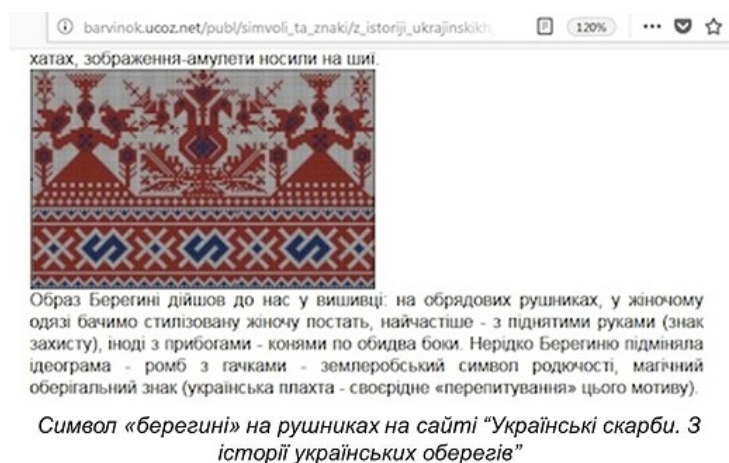 barvinok.ucoz.net/publ/simvoli_ta_znaki/z_istoriji_ukrajinskikh_ 120%
хатах, зображення-амулети носили на шиї.
Образ Берегині дійшов до нас у вишивці: на обрядових рушниках, у жіночому
одязі бачимо стилізовану жіночу постать, найчастіше - з піднятими руками (знак
захисту), іноді з прибогами - конями по обидва боки. Нерідко Берегиню підміняла
ідеограма - ромб з гачками - землеробський символ родючості, магічний
оберігальний знак (українська плахта - своєрідне «перепитування» цього мотиву).
Символ «берегині» на рушниках на сайті “Українські скарби. З
історії українських оберегів”